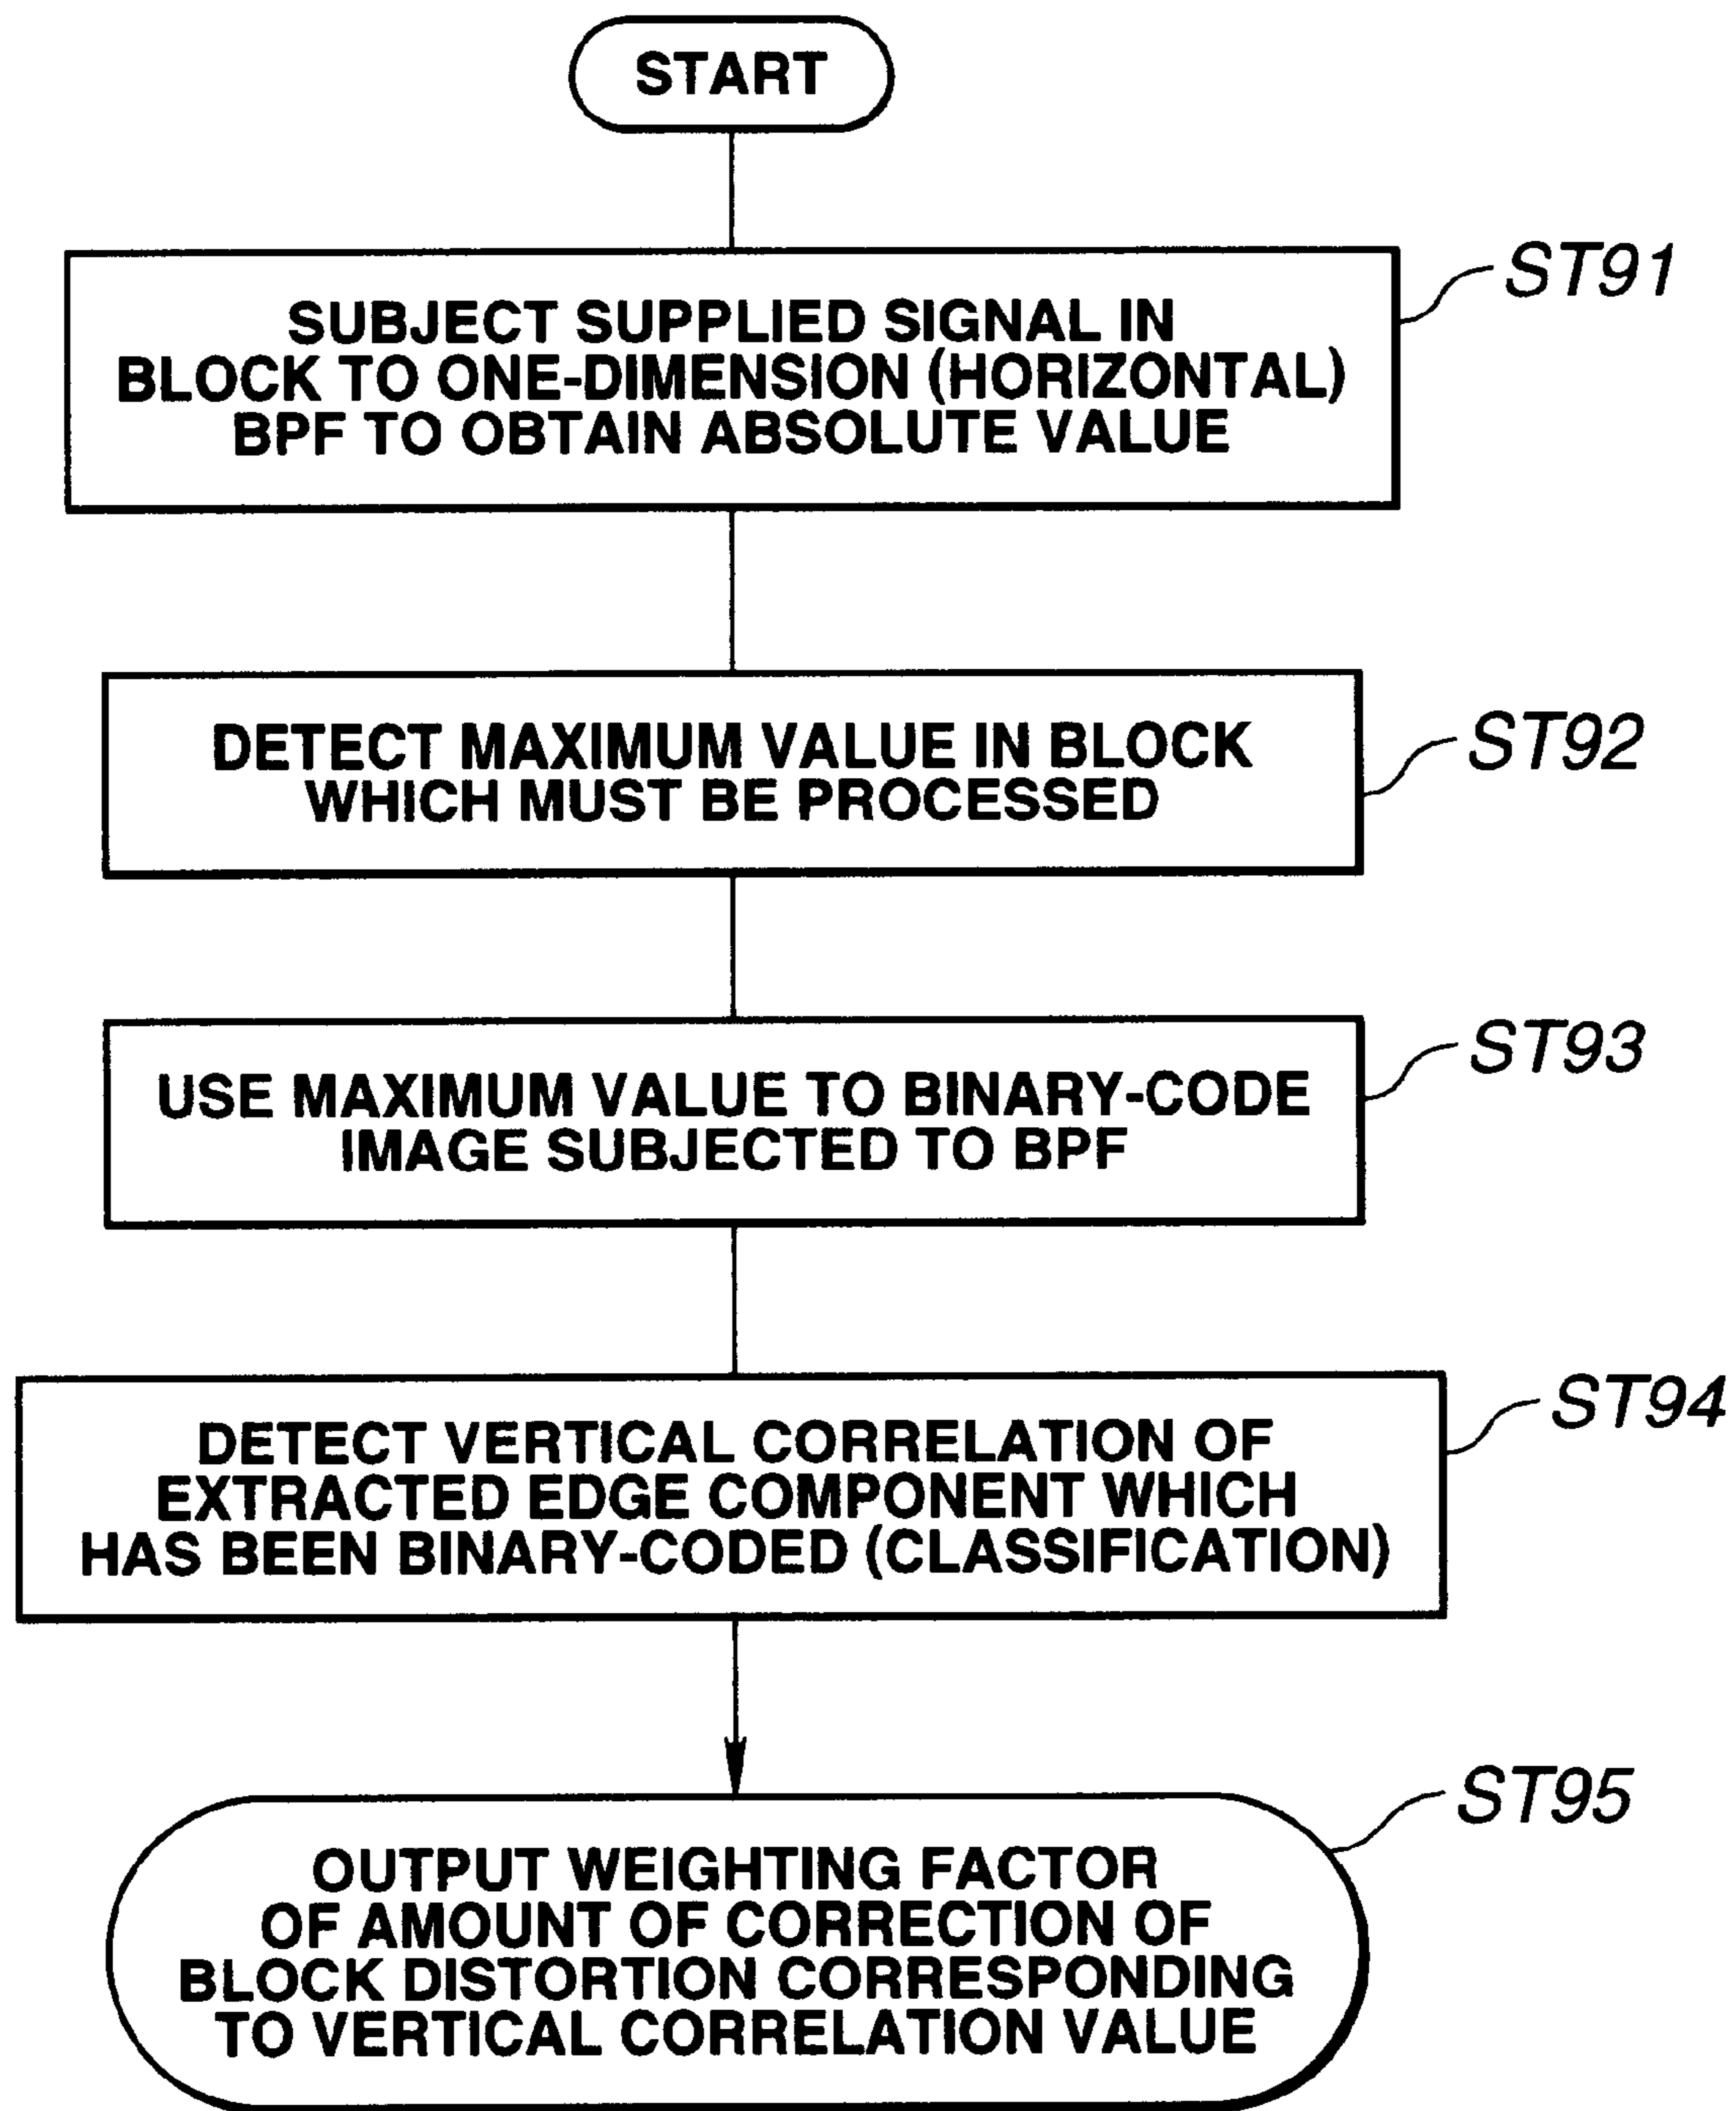 START
ST91
SUBJECT SUPPLIED SIGNAL IN
BLOCK TO ONE-DIMENSION (HORIZONTAL)
BPF TO OBTAIN ABSOLUTE VALUE
ST92
DETECT MAXIMUM VALUE IN BLOCK
WHICH MUST BE PROCESSED
ST93
USE MAXIMUM VALUE TO BINARY-CODE
IMAGE SUBJECTED TO BPF
ST94
DETECT VERTICAL CORRELATION OF
EXTRACTED EDGE COMPONENT WHICH
HAS BEEN BINARY-CODED (CLASSIFICATION)
ST95
OUTPUT WEIGHTING FACTOR
OF AMOUNT OF CORRECTION OF
BLOCK DISTORTION CORRESPONDING
TO VERTICAL CORRELATION VALUE